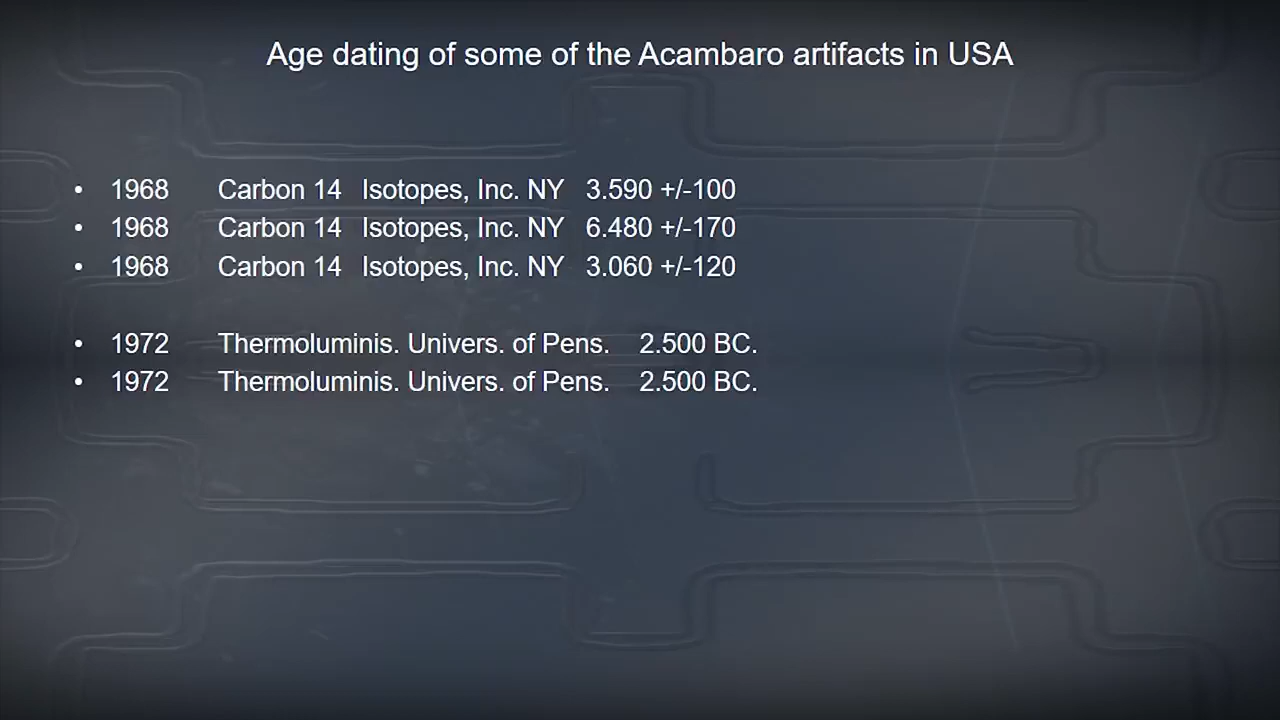 Age dating of some of the Acambaro artifacts in USA
• 1968 Carbon 14 Isotopes, Inc. NY 3.590 +/-100
• 1968 Carbon 14 Isotopes, Inc. NY 6.480 +/-170
• 1968 Carbon 14 Isotopes, Inc. NY 3.060 +/-120
• 1972 Thermoluminis. Univers. of Pens. 2.500 BC.
• 1972 Thermoluminis. Univers. of Pens. 2.500 BC.